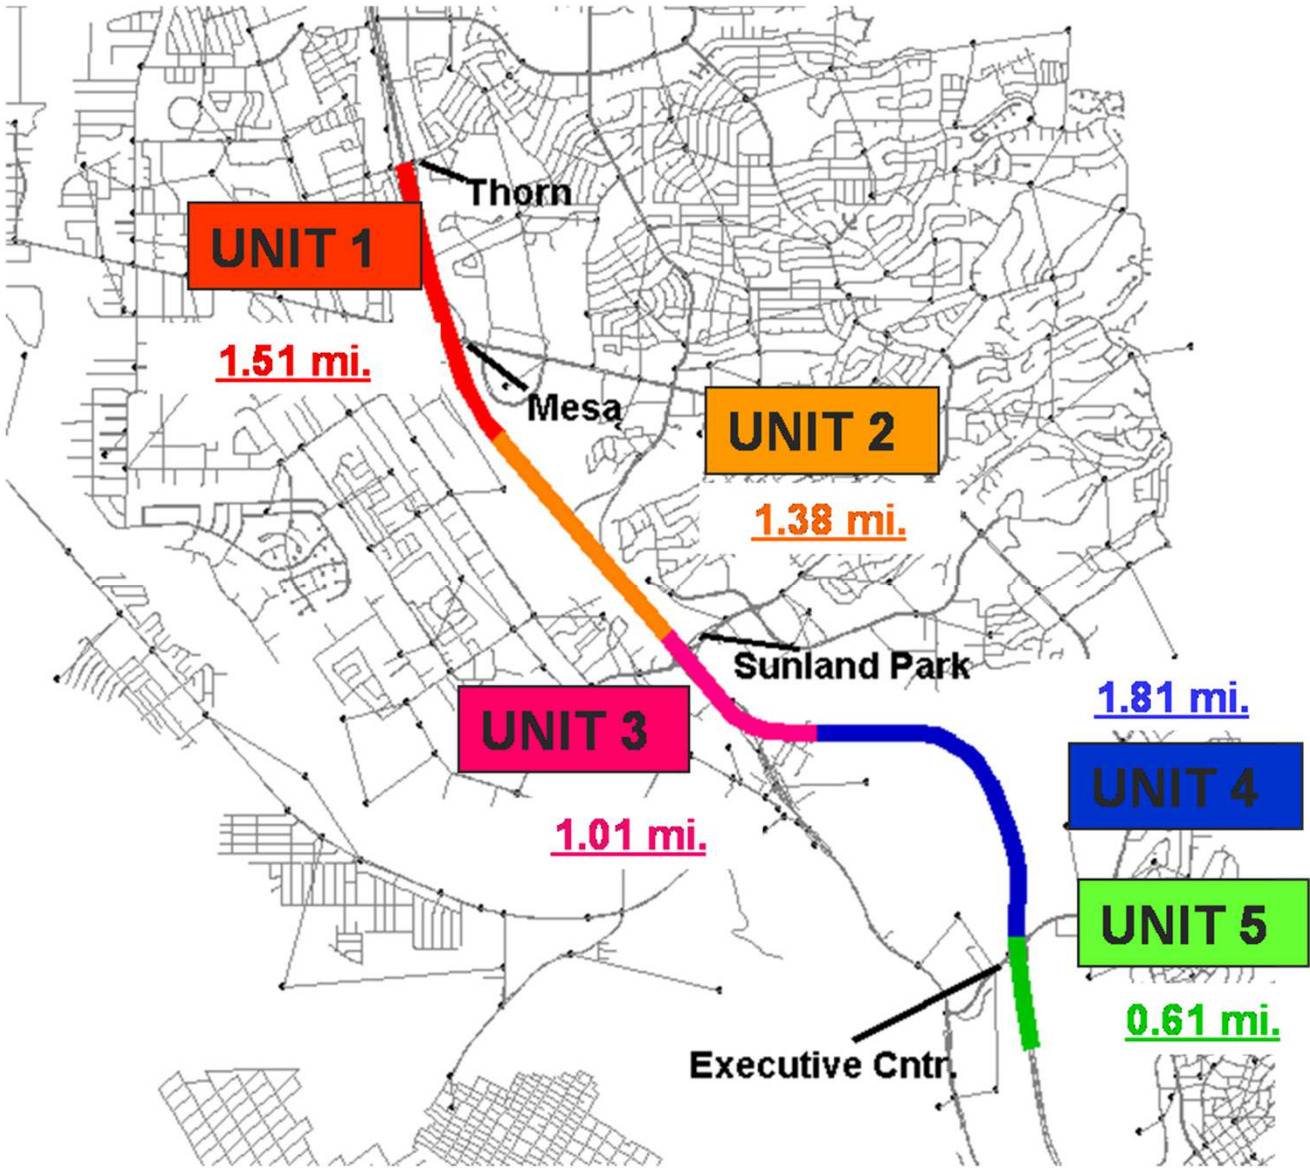 Thorn
UNIT 1
1.51 mi.
Mesa
UNIT 2
1.38 mi.
Sunland Park
UNIT 3
1.81 mi.
UNIT 4
1.01 mi.
UNIT 5
0.61 mi.
Executive Cntr.